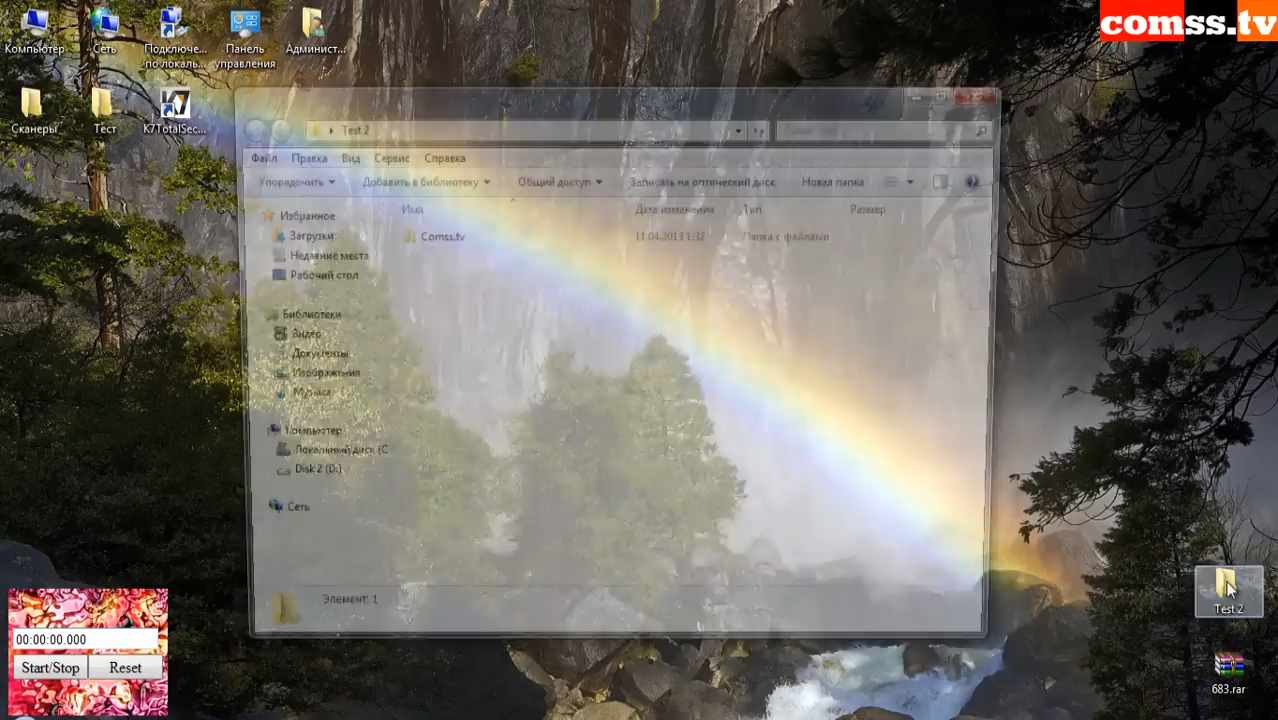 comss.tv
Компьютер
Сеть
Подключе...
по локаль...
Панель
управления
Админист...
Сканеры
Тест
K7TotalSec...
Test 2
Файл Правка Вид Сервис Справка
Упорядочить Добавить в библиотеку Общий доступ Записать на оптический диск Новая папка
Имя Дата изменения Тип Размер
Comss.tv 11.04.2013 1:32 Папка с файлами
Избранное
Загрузки
Недавние места
Рабочий стол
Библиотеки
Видео
Документы
Изображения
Музыка
Компьютер
Локальный диск (C
Disk 2 (D:)
Сеть
Элемент: 1
00:00:00.000
Start/Stop Reset
Test 2
683.rar